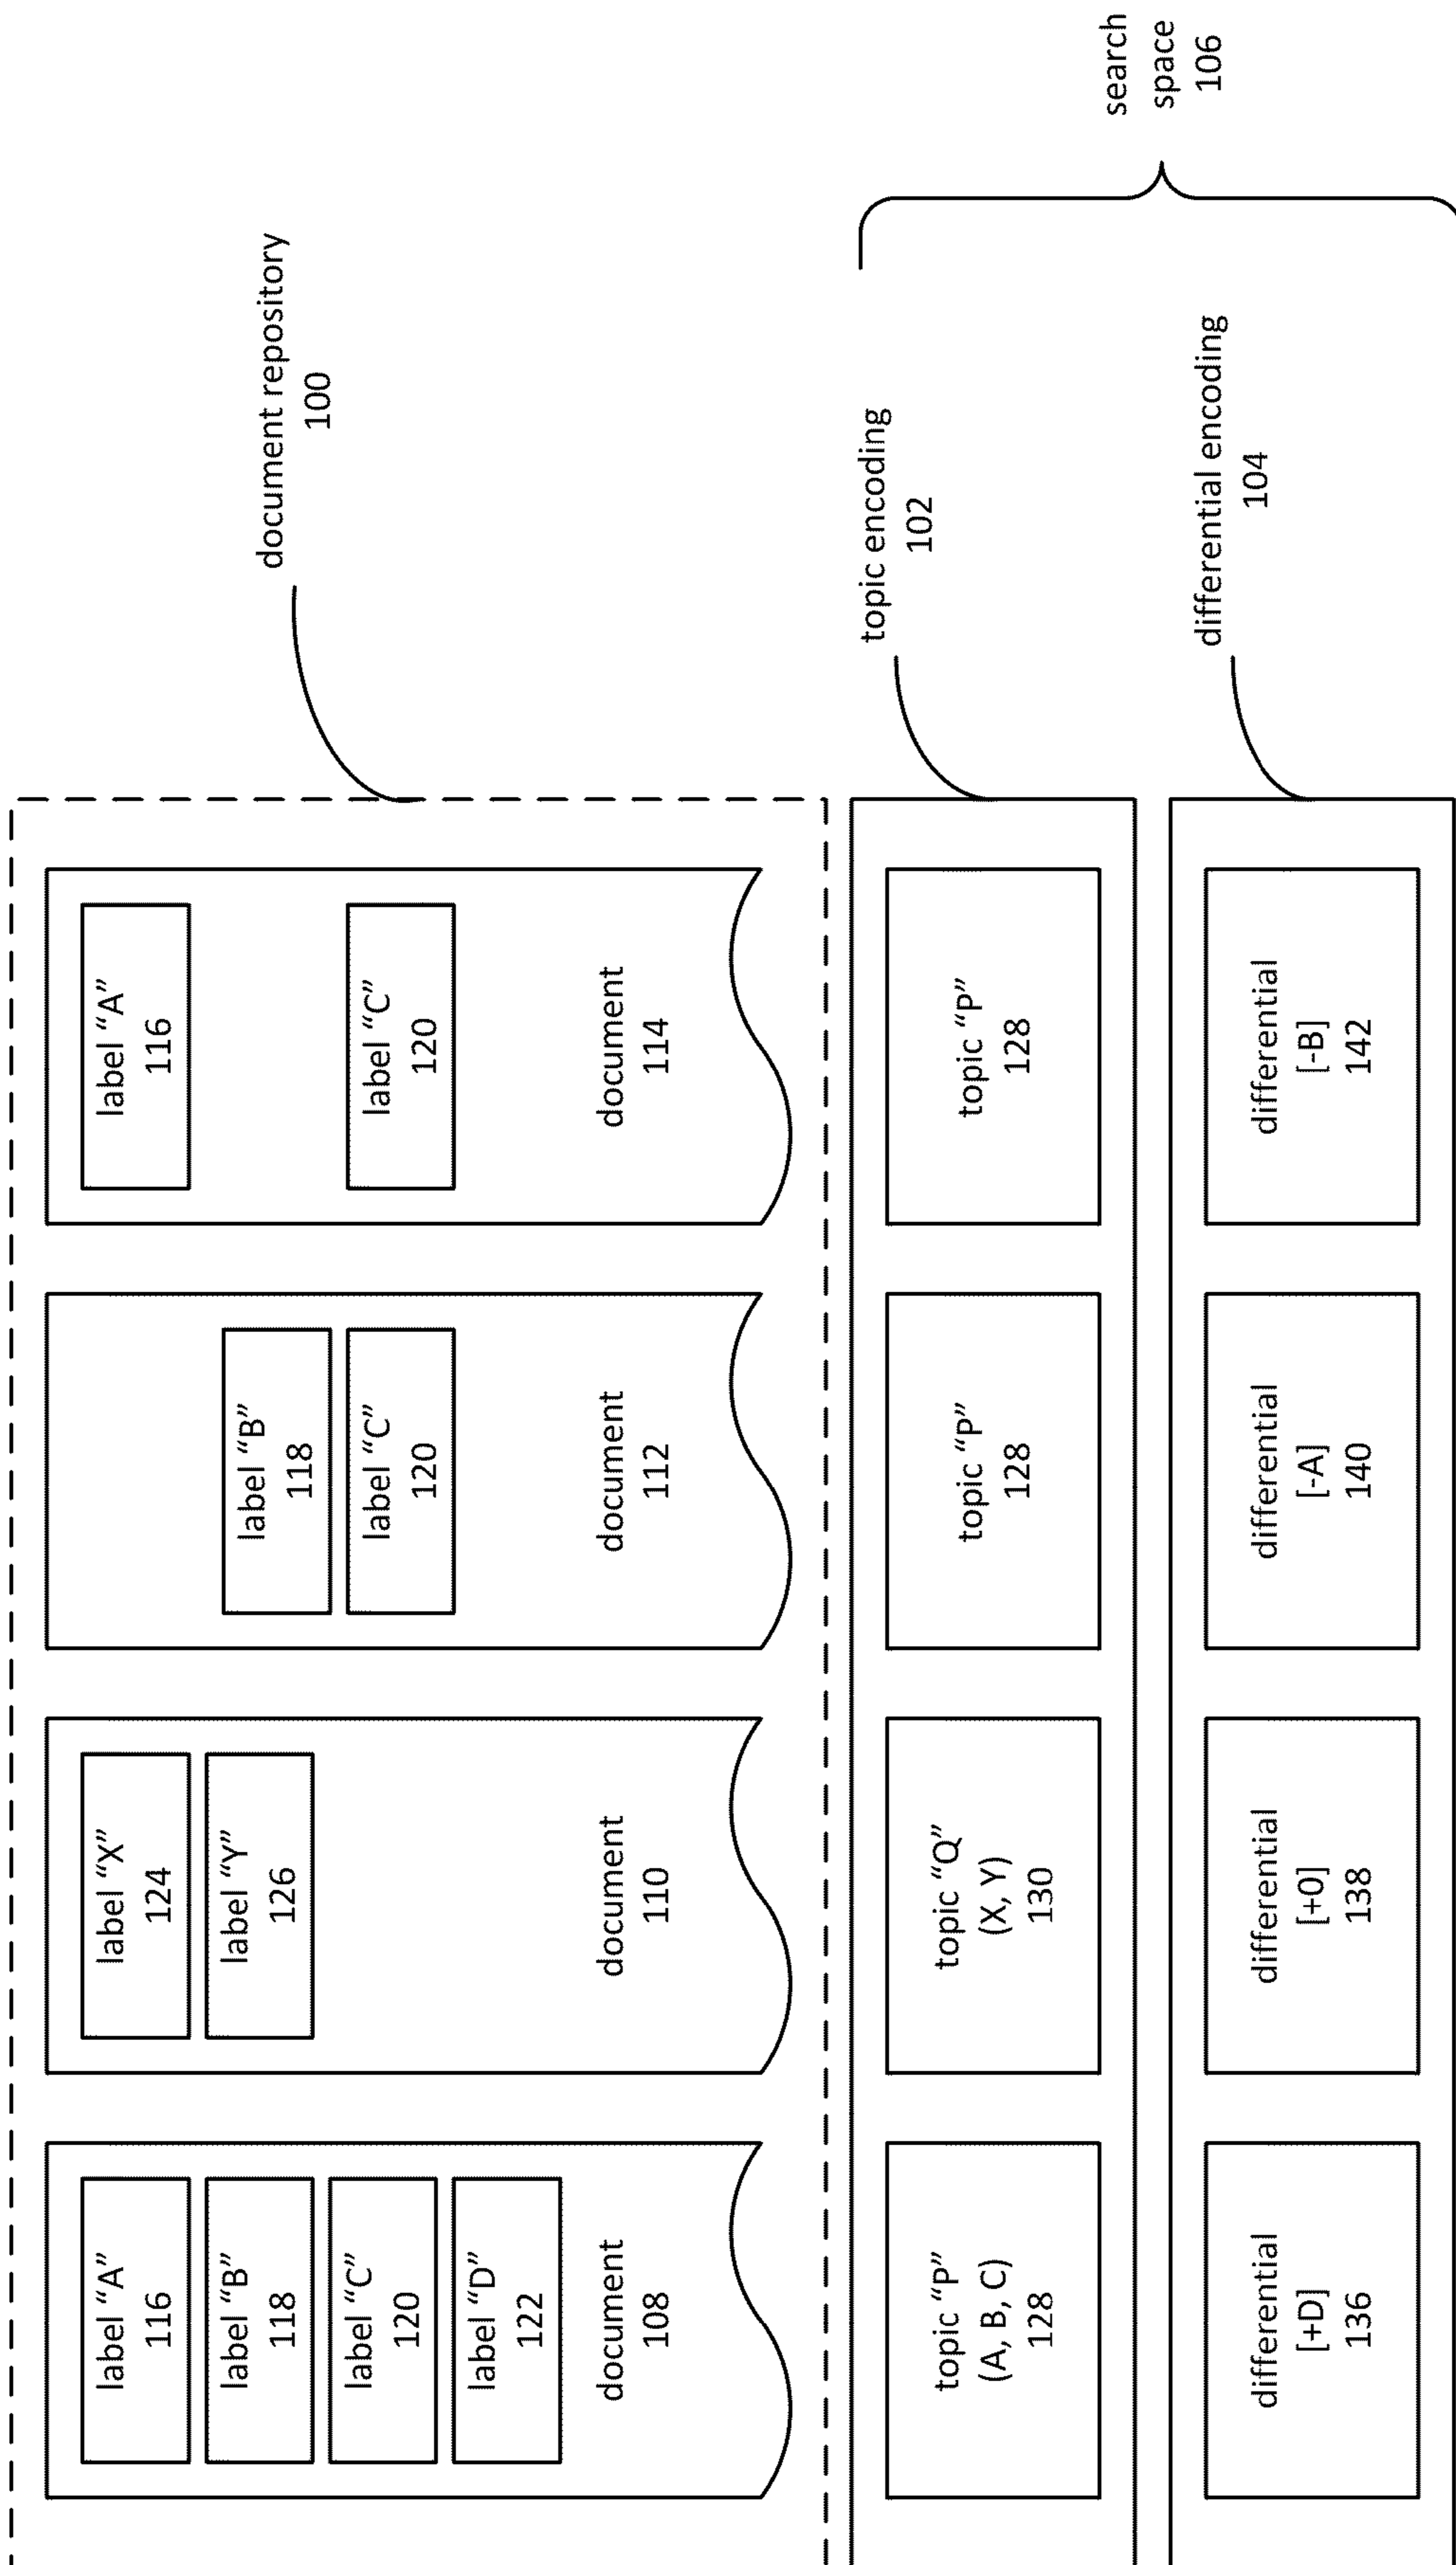 label “A”
116
label “B”
118
label “C”
120
label “D”
122
document
108
label “X”
124
label “Y”
126
document
110
label “B”
118
label “C”
120
document
112
label “A”
116
label “C”
120
document
114
document repository
100
topic “P”
(A, B, C)
128
topic “Q”
(X, Y)
130
topic “P”
128
topic “P”
128
topic encoding
102
differential
[+D]
136
differential
[+0]
138
differential
[-A]
140
differential
[-B]
142
differential encoding
104
search
space
106